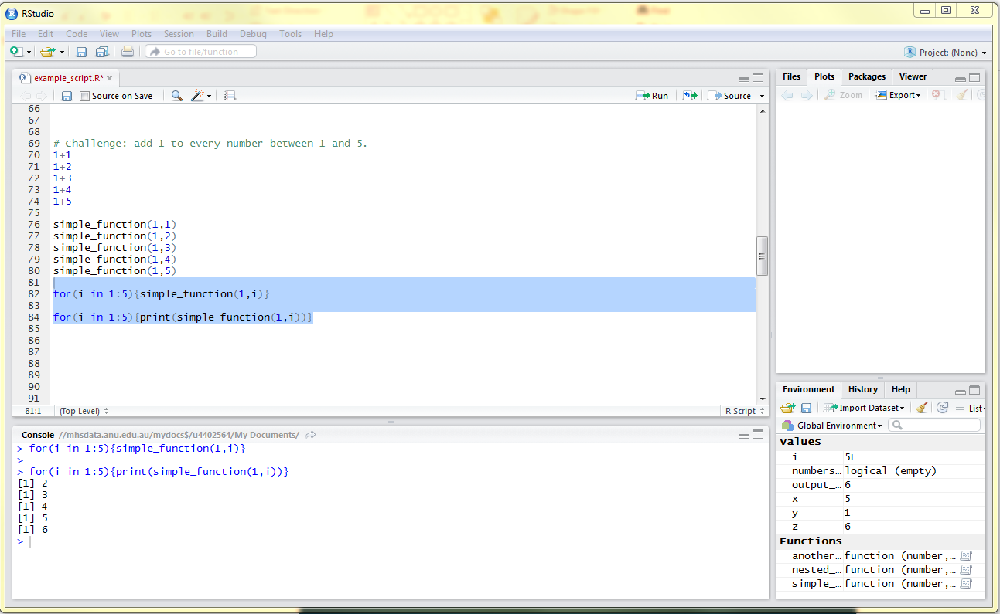 RStudio
File Edit Code View Plots Session Build Debug Tools Help
Go to file/function
Project: (None)
example_script.R*
Source on Save
Run
Source
66
67
68
69 # Challenge: add 1 to every number between 1 and 5.
70 1+1
71 1+2
72 1+3
73 1+4
74 1+5
75
76 simple_function(1,1)
77 simple_function(1,2)
78 simple_function(1,3)
79 simple_function(1,4)
80 simple_function(1,5)
81
82 for(i in 1:5){simple_function(1,i)}
83
84 for(i in 1:5){print(simple_function(1,i))}
85
86
87
88
89
90
91
81:1 (Top Level) R Script
Console //mhsdata.anu.edu.au/mydocs$/u4402564/My Documents/
> for(i in 1:5){simple_function(1,i)}
>
> for(i in 1:5){print(simple_function(1,i))}
[1] 2
[1] 3
[1] 4
[1] 5
[1] 6
>
Files Plots Packages Viewer
Zoom Export
Environment History Help
Import Dataset List
Global Environment
Values
i 5L
numbers… logical (empty)
output_… 6
x 5
y 1
z 6
Functions
another… function (number,…
nested_… function (number,…
simple_… function (number,…